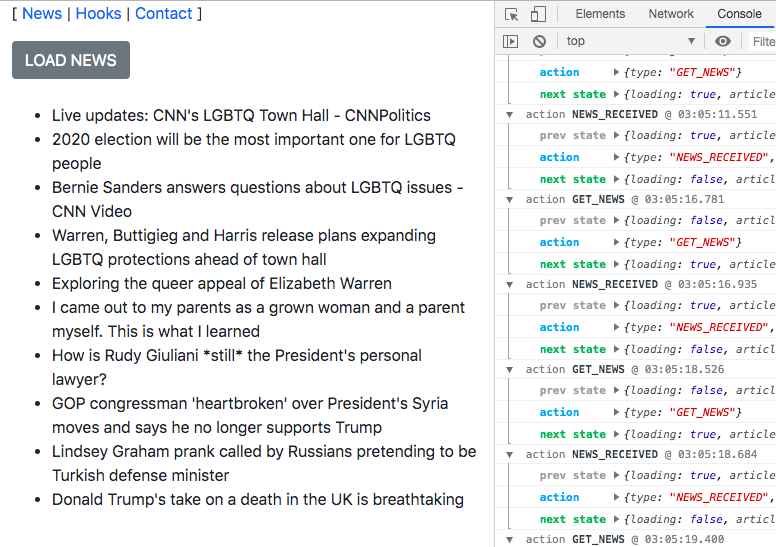 [ News | Hooks | Contact ]
LOAD NEWS
• Live updates: CNN's LGBTQ Town Hall - CNNPolitics
• 2020 election will be the most important one for LGBTQ
people
• Bernie Sanders answers questions about LGBTQ issues -
CNN Video
• Warren, Buttigieg and Harris release plans expanding
LGBTQ protections ahead of town hall
• Exploring the queer appeal of Elizabeth Warren
• I came out to my parents as a grown woman and a parent
myself. This is what I learned
• How is Rudy Giuliani *still* the President's personal
lawyer?
• GOP congressman 'heartbroken' over President's Syria
moves and says he no longer supports Trump
• Lindsey Graham prank called by Russians pretending to be
Turkish defense minister
• Donald Trump's take on a death in the UK is breathtaking
Elements Network Console
top ▼ Filte
{loading: true, article
action ▶ {type: "GET_NEWS"}
next state ▶ {loading: true, articl
▼ action NEWS_RECEIVED @ 03:05:11.551
prev state ▶ {loading: true, articl
action ▶ {type: "NEWS_RECEIVED",
next state ▶ {loading: false, articl
▼ action GET_NEWS @ 03:05:16.781
prev state ▶ {loading: false, articl
action ▶ {type: "GET_NEWS"}
next state ▶ {loading: true, articl
▼ action NEWS_RECEIVED @ 03:05:16.935
prev state ▶ {loading: true, articl
action ▶ {type: "NEWS_RECEIVED",
next state ▶ {loading: false, articl
▼ action GET_NEWS @ 03:05:18.526
prev state ▶ {loading: false, articl
action ▶ {type: "GET_NEWS"}
next state ▶ {loading: true, articl
▼ action NEWS_RECEIVED @ 03:05:18.684
prev state ▶ {loading: true, articl
action ▶ {type: "NEWS_RECEIVED",
next state ▶ {loading: false, articl
▼ action GET_NEWS @ 03:05:19.400